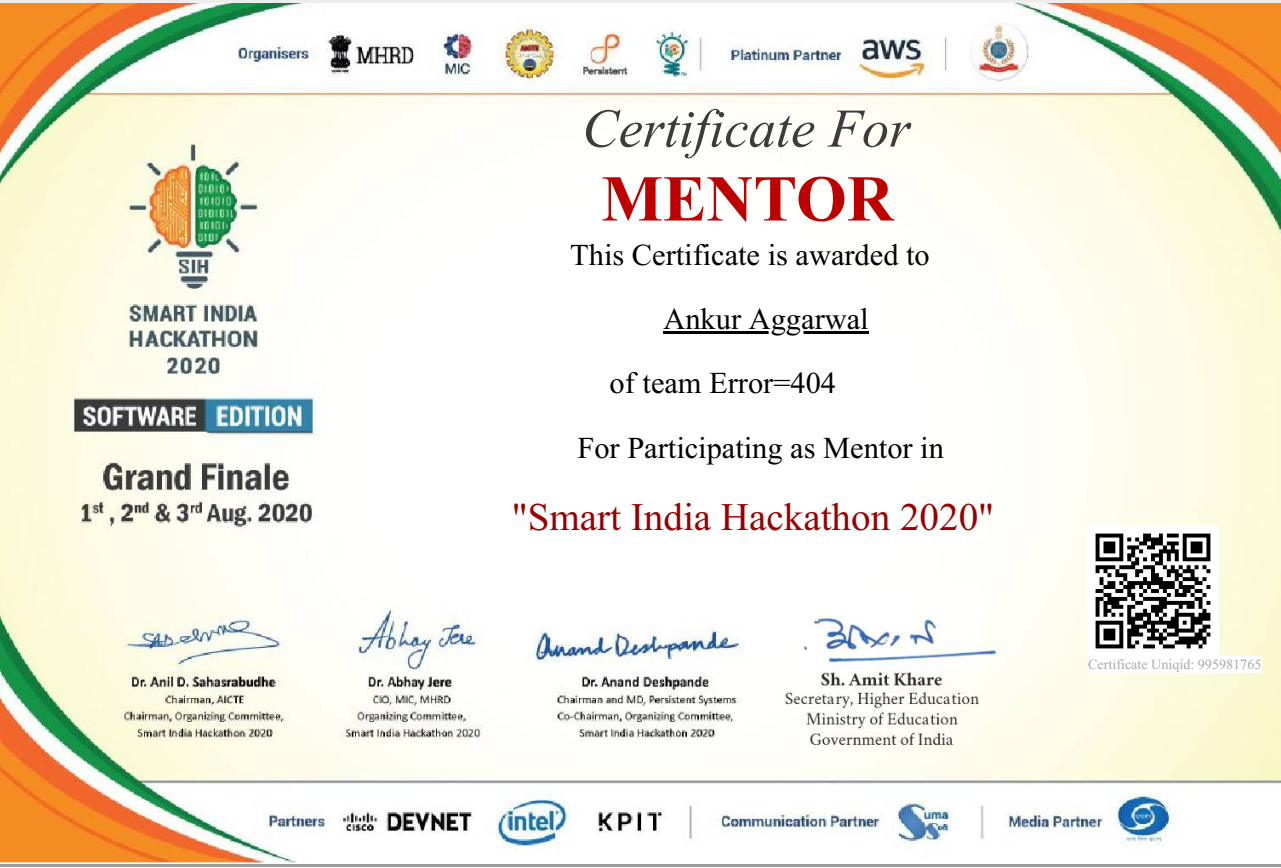 Organisers
MHRD
MIC
Persistent
Platinum Partner
aws
Certificate For
MENTOR
This Certificate is awarded to
Ankur Aggarwal
of team Error=404
For Participating as Mentor in
"Smart India Hackathon 2020"
SIH
SMART INDIA
HACKATHON
2020
SOFTWARE EDITION
Grand Finale
1st , 2nd & 3rd Aug. 2020
Certificate Uniqid: 995981765
Abhay Jere
Anand Deshpande
Dr. Anil D. Sahasrabudhe
Chairman, AICTE
Chairman, Organizing Committee,
Smart India Hackathon 2020
Dr. Abhay Jere
CIO, MIC, MHRD
Organizing Committee,
Smart India Hackathon 2020
Dr. Anand Deshpande
Chairman and MD, Persistent Systems
Co-Chairman, Organizing Committee,
Smart India Hackathon 2020
Sh. Amit Khare
Secretary, Higher Education
Ministry of Education
Government of India
Partners
CISCO DEVNET
intel
KPIT
Communication Partner
Suma Soft
Media Partner